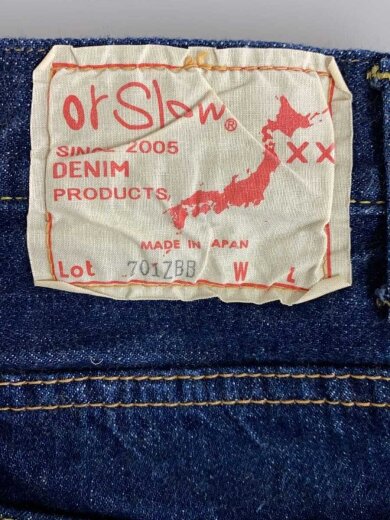 orSlow®
SINCE 2005
XX
DENIM
PRODUCTS
MADE IN JAPAN
Lot 701ZBB W L